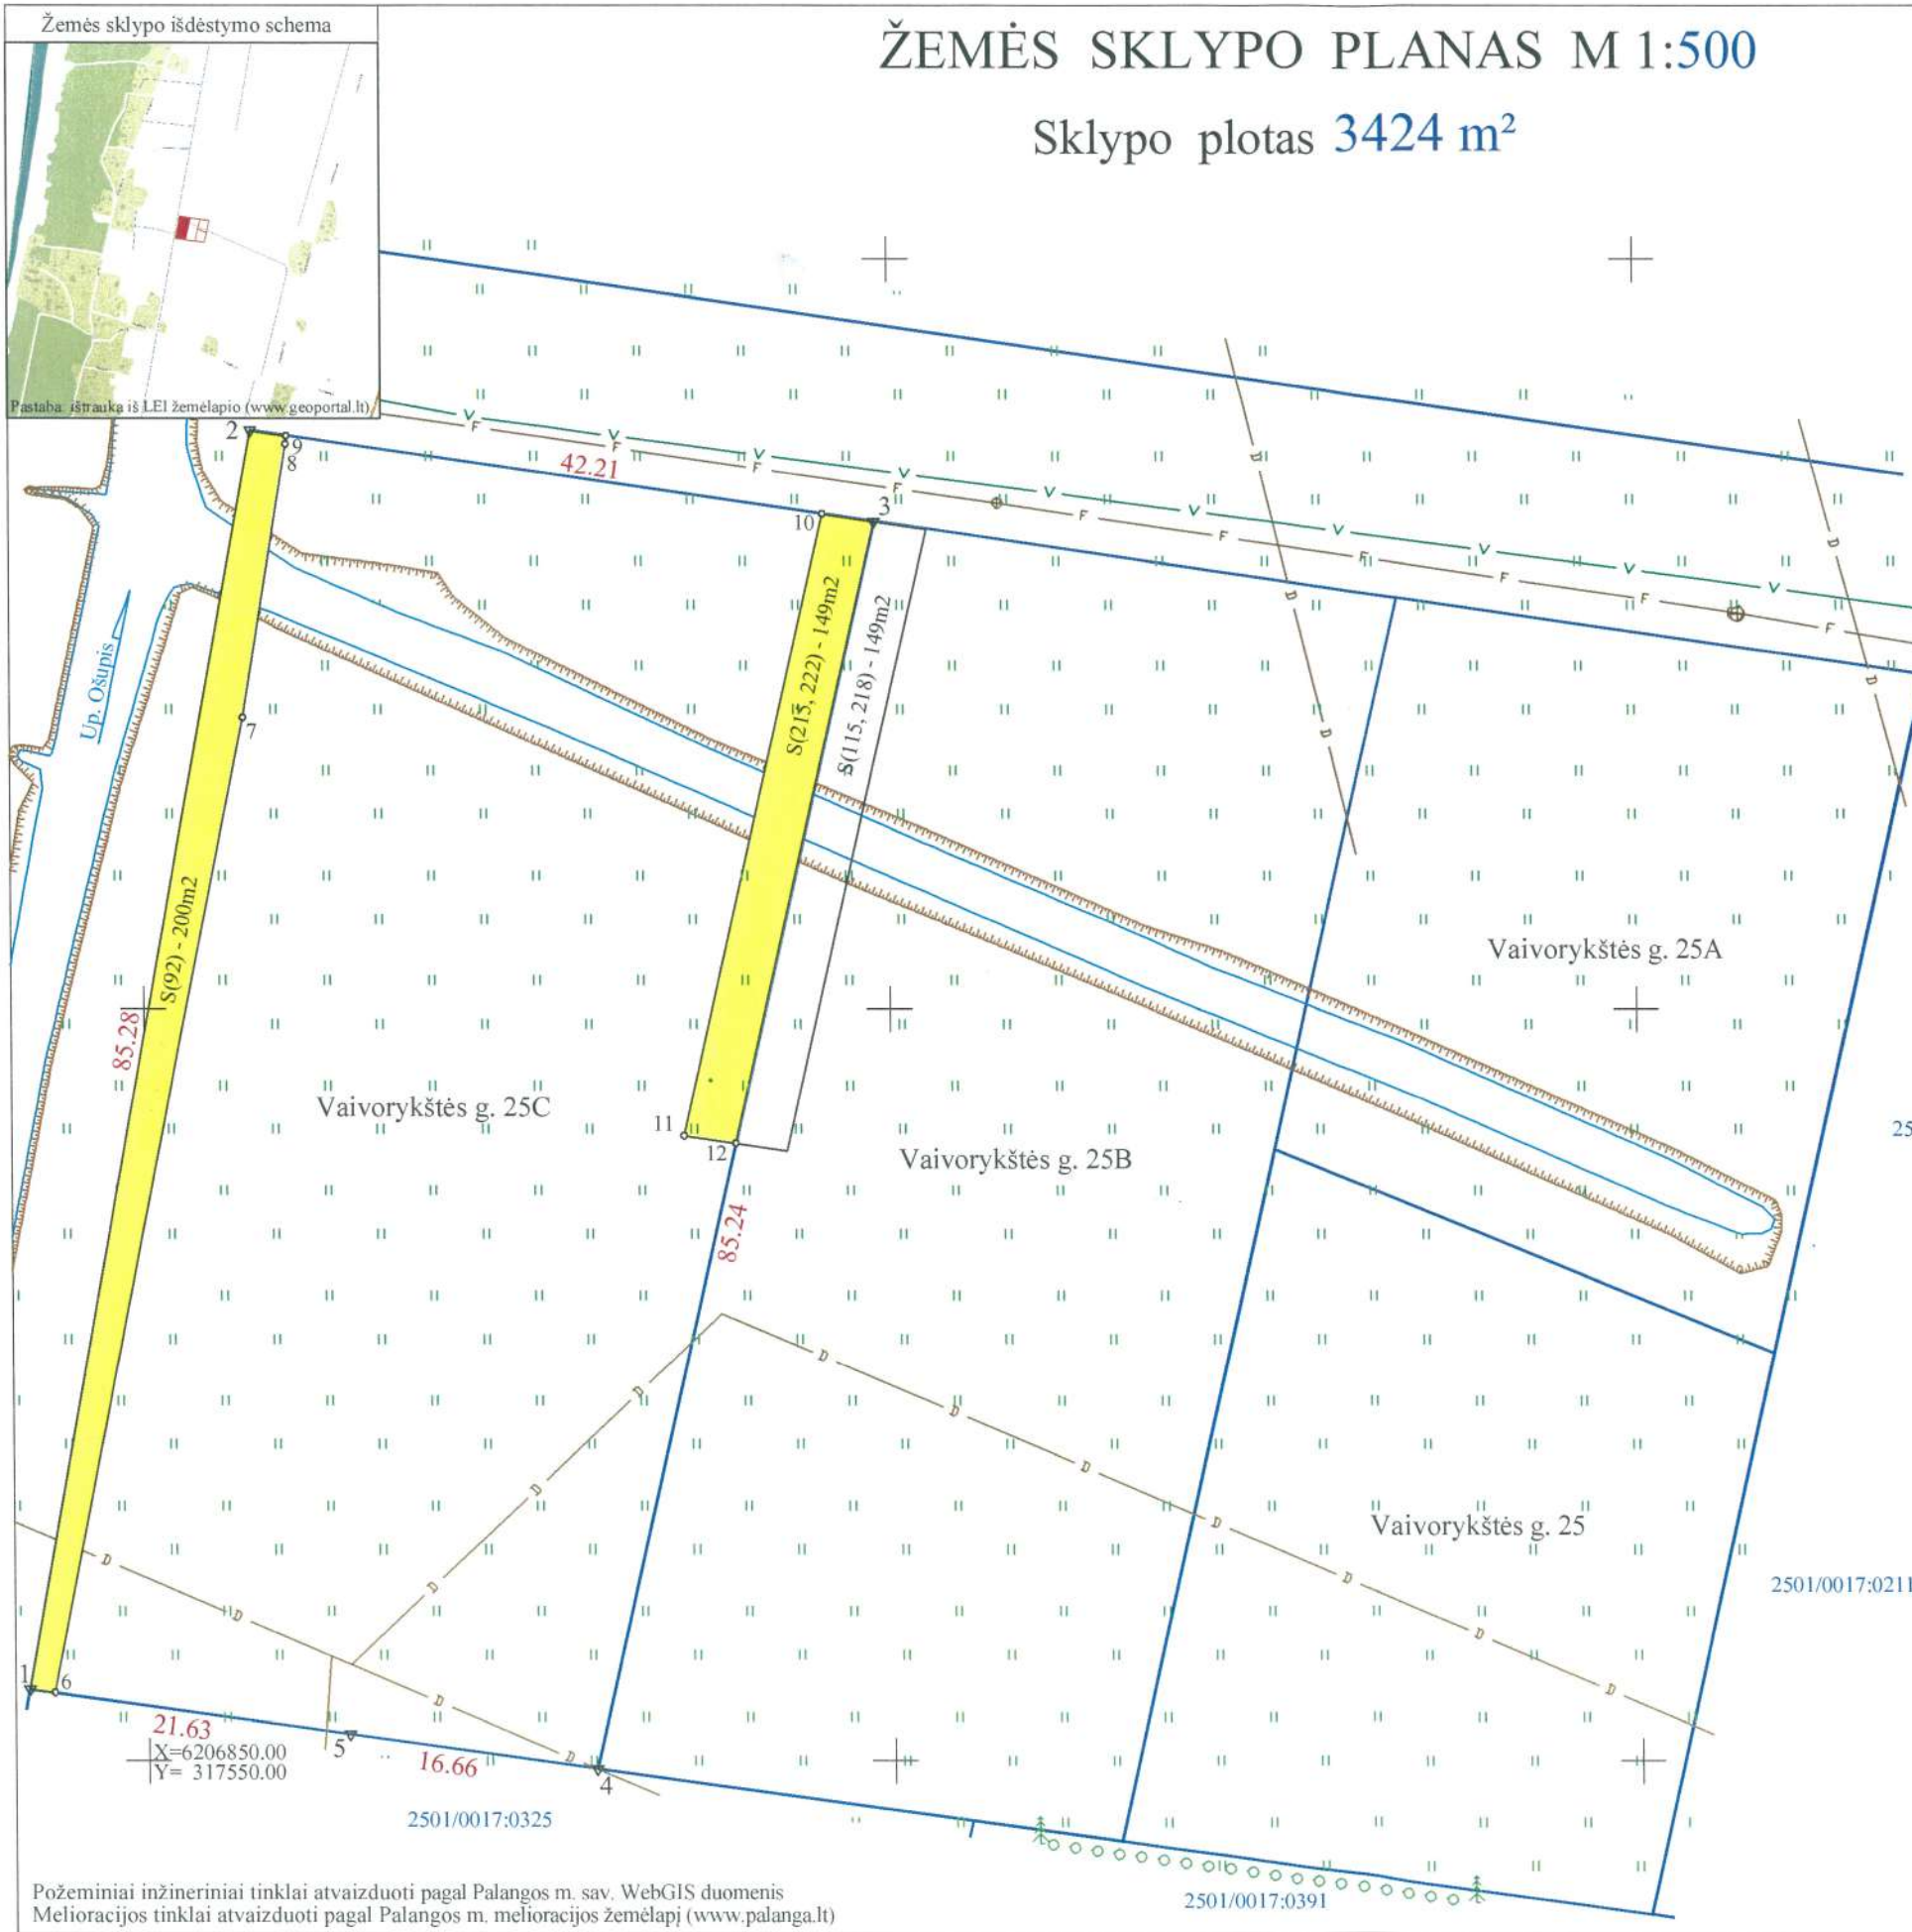 Žemės sklypo išdėstymo schema
Pastaba: ištrauka iš LEI žemėlapio (www.geoportal.lt)
ŽEMĖS SKLYPO PLANAS M 1:500
Sklypo plotas 3424 m²
2
9
8
42.21
10
3
V V V V V V V V V V
F F F F F F F F F F
D D
D D
D
Up. Ošupis
7
S(215, 222) - 149m2
S(115, 218) - 149m2
S(92) - 200m2
85.28
Vaivorykštės g. 25A
Vaivorykštės g. 25C
11
12
Vaivorykštės g. 25B
25
85.24
D D D D D D D
D D D
Vaivorykštės g. 25
2501/0017:0211
D D D D
1
6
21.63
5
16.66
4
X=6206850.00
Y= 317550.00
2501/0017:0325
2501/0017:0391
Požeminiai inžineriniai tinklai atvaizduoti pagal Palangos m. sav. WebGIS duomenis
Melioracijos tinklai atvaizduoti pagal Palangos m. melioracijos žemėlapį (www.palanga.lt)